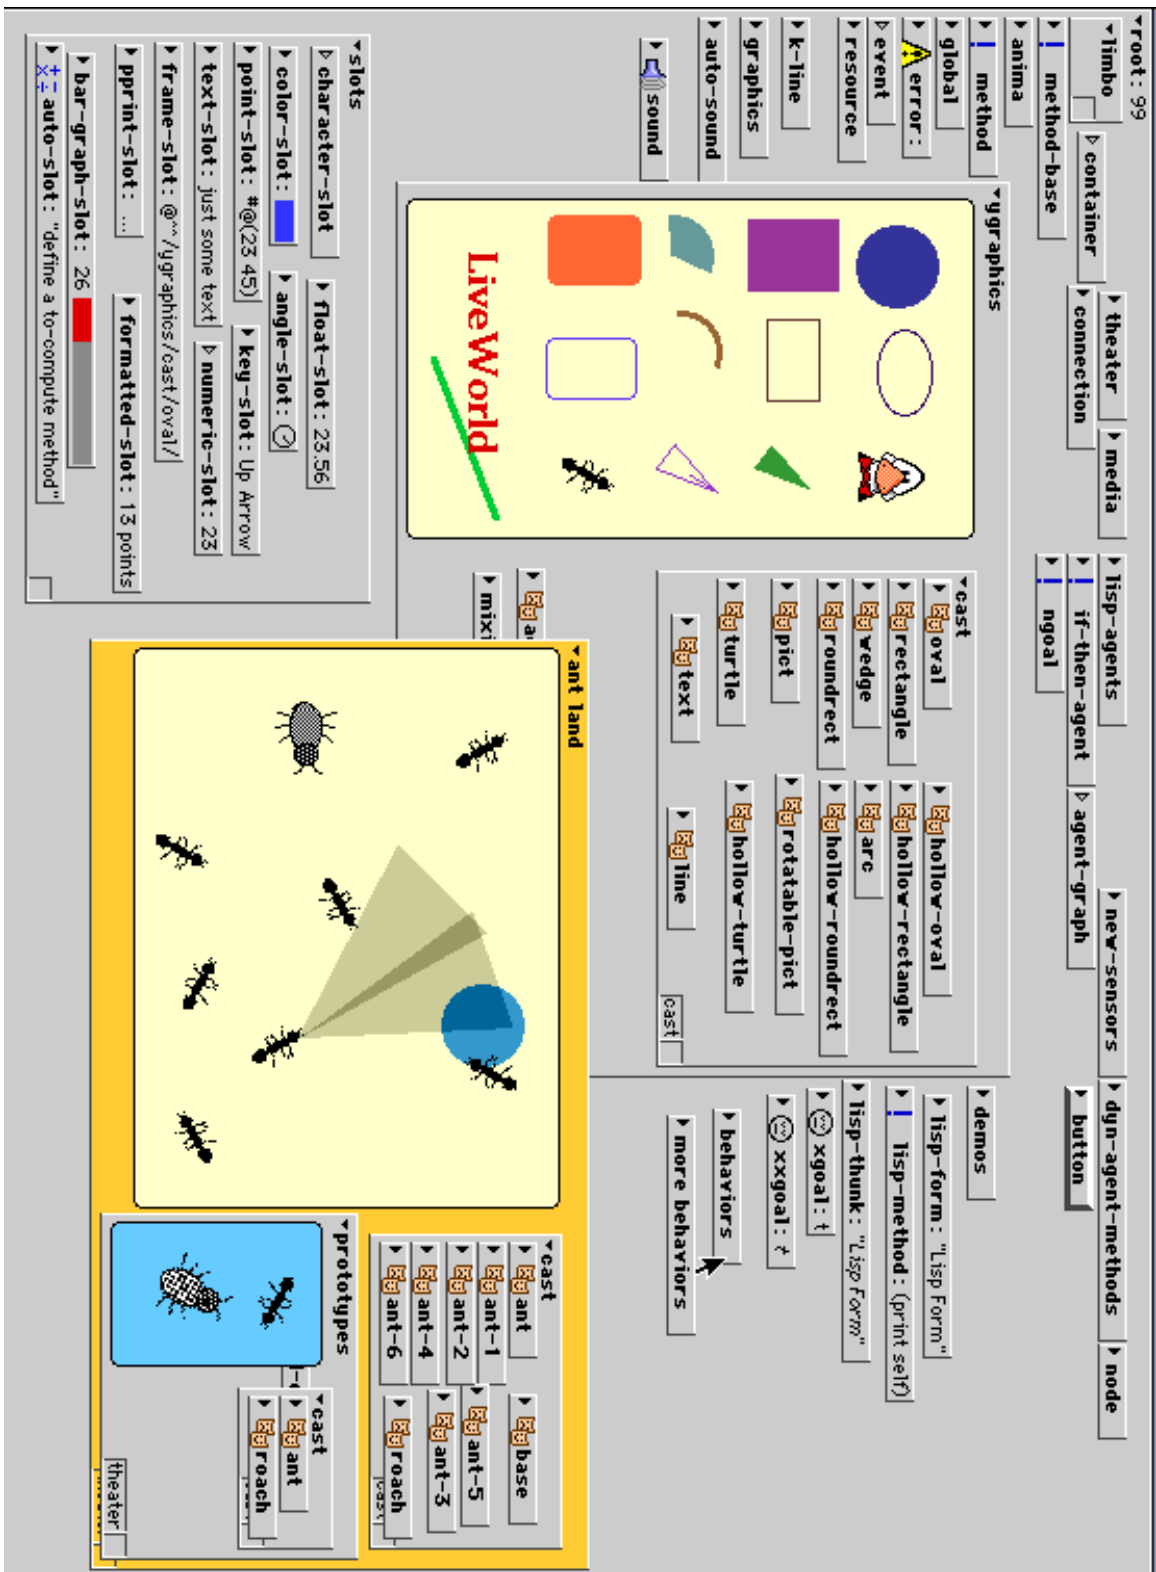 root: 99
limbo
container
theater
media
lisp-agents
new-sensors
dyn-agent-methods
node
method-base
connection
if-then-agent
agent-graph
button
anima
ngoal
method
global
error:
event
resource
k-line
graphics
auto-sound
sound
demos
lisp-form: "Lisp Form"
lisp-method: (print self)
lisp-thunk: "Lisp Form"
xgoal: t
xxgoal: t
behaviors
more behaviors
ygraphics
LiveWorld
cast
oval
hollow-oval
rectangle
hollow-rectangle
wedge
arc
roundrect
hollow-roundrect
pict
rotatable-pict
turtle
hollow-turtle
text
line
cast
mixi
slots
character-slot
float-slot: 23.56
color-slot:
angle-slot:
point-slot: #@(23 45)
key-slot: Up Arrow
text-slot: just some text
numeric-slot: 23
frame-slot: @^^/ygraphics/cast/oval/
pprint-slot: ...
formatted-slot: 13 points
bar-graph-slot: 26
auto-slot: "define a to-compute method"
ant land
cast
ant
base
ant-1
ant-2
ant-5
ant-4
ant-3
ant-6
roach
cast
prototypes
cast
ant
roach
theater